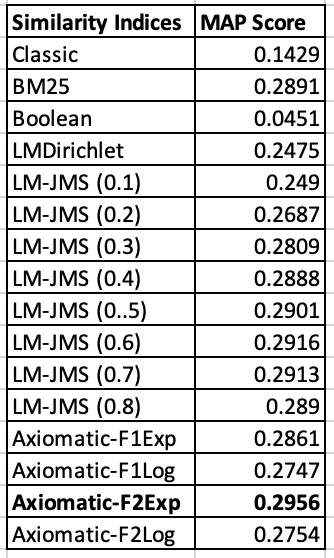 Similarity Indices MAP Score
Classic 0.1429
BM25 0.2891
Boolean 0.0451
LMDirichlet 0.2475
LM-JMS (0.1) 0.249
LM-JMS (0.2) 0.2687
LM-JMS (0.3) 0.2809
LM-JMS (0.4) 0.2888
LM-JMS (0..5) 0.2901
LM-JMS (0.6) 0.2916
LM-JMS (0.7) 0.2913
LM-JMS (0.8) 0.289
Axiomatic-F1Exp 0.2861
Axiomatic-F1Log 0.2747
Axiomatic-F2Exp 0.2956
Axiomatic-F2Log 0.2754